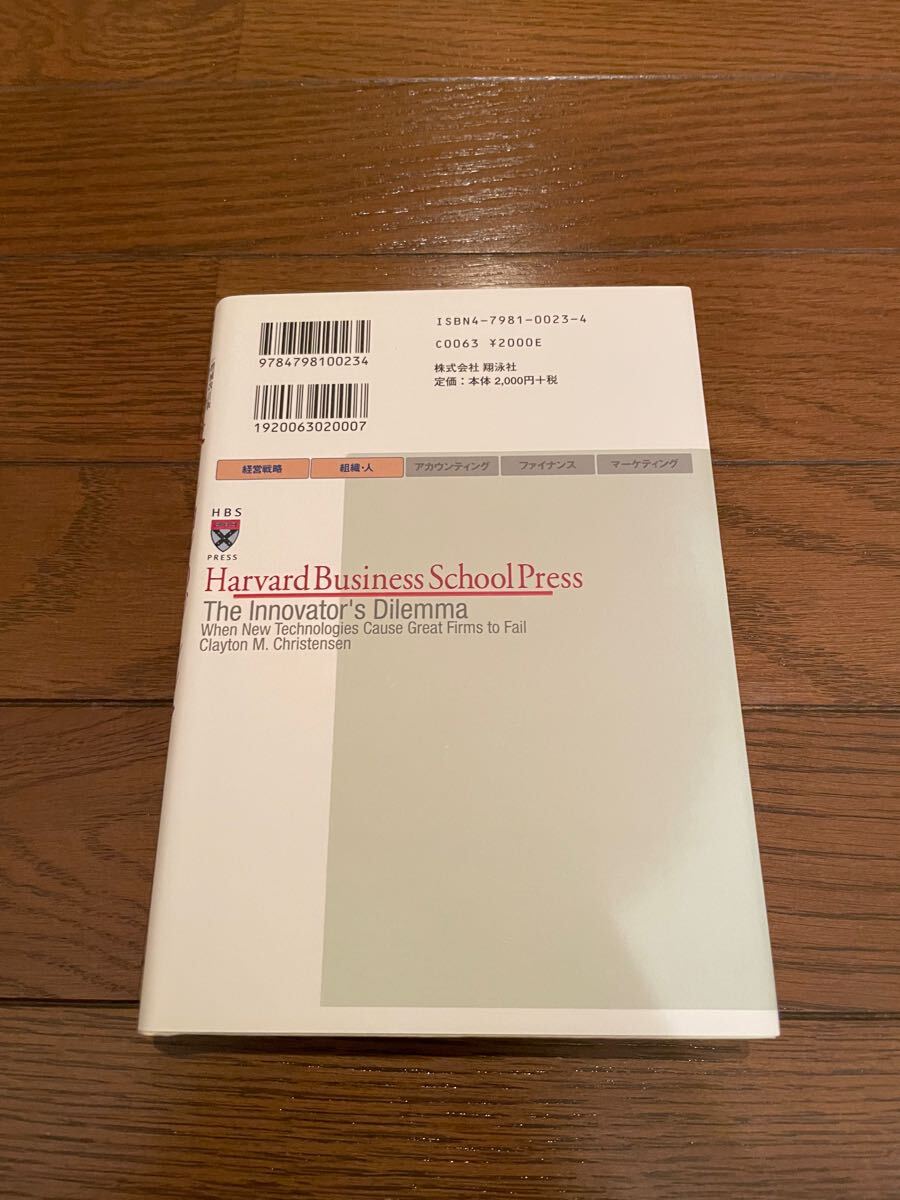 ISBN4-7981-0023-4
C0063 ¥2000E
株式会社 翔泳社
定価：本体 2,000円＋税
9784798100234
1920063020007
経営戦略 組織・人 アカウンティング ファイナンス マーケティング
HBS
PRESS
Harvard Business School Press
The Innovator's Dilemma
When New Technologies Cause Great Firms to Fail
Clayton M. Christensen